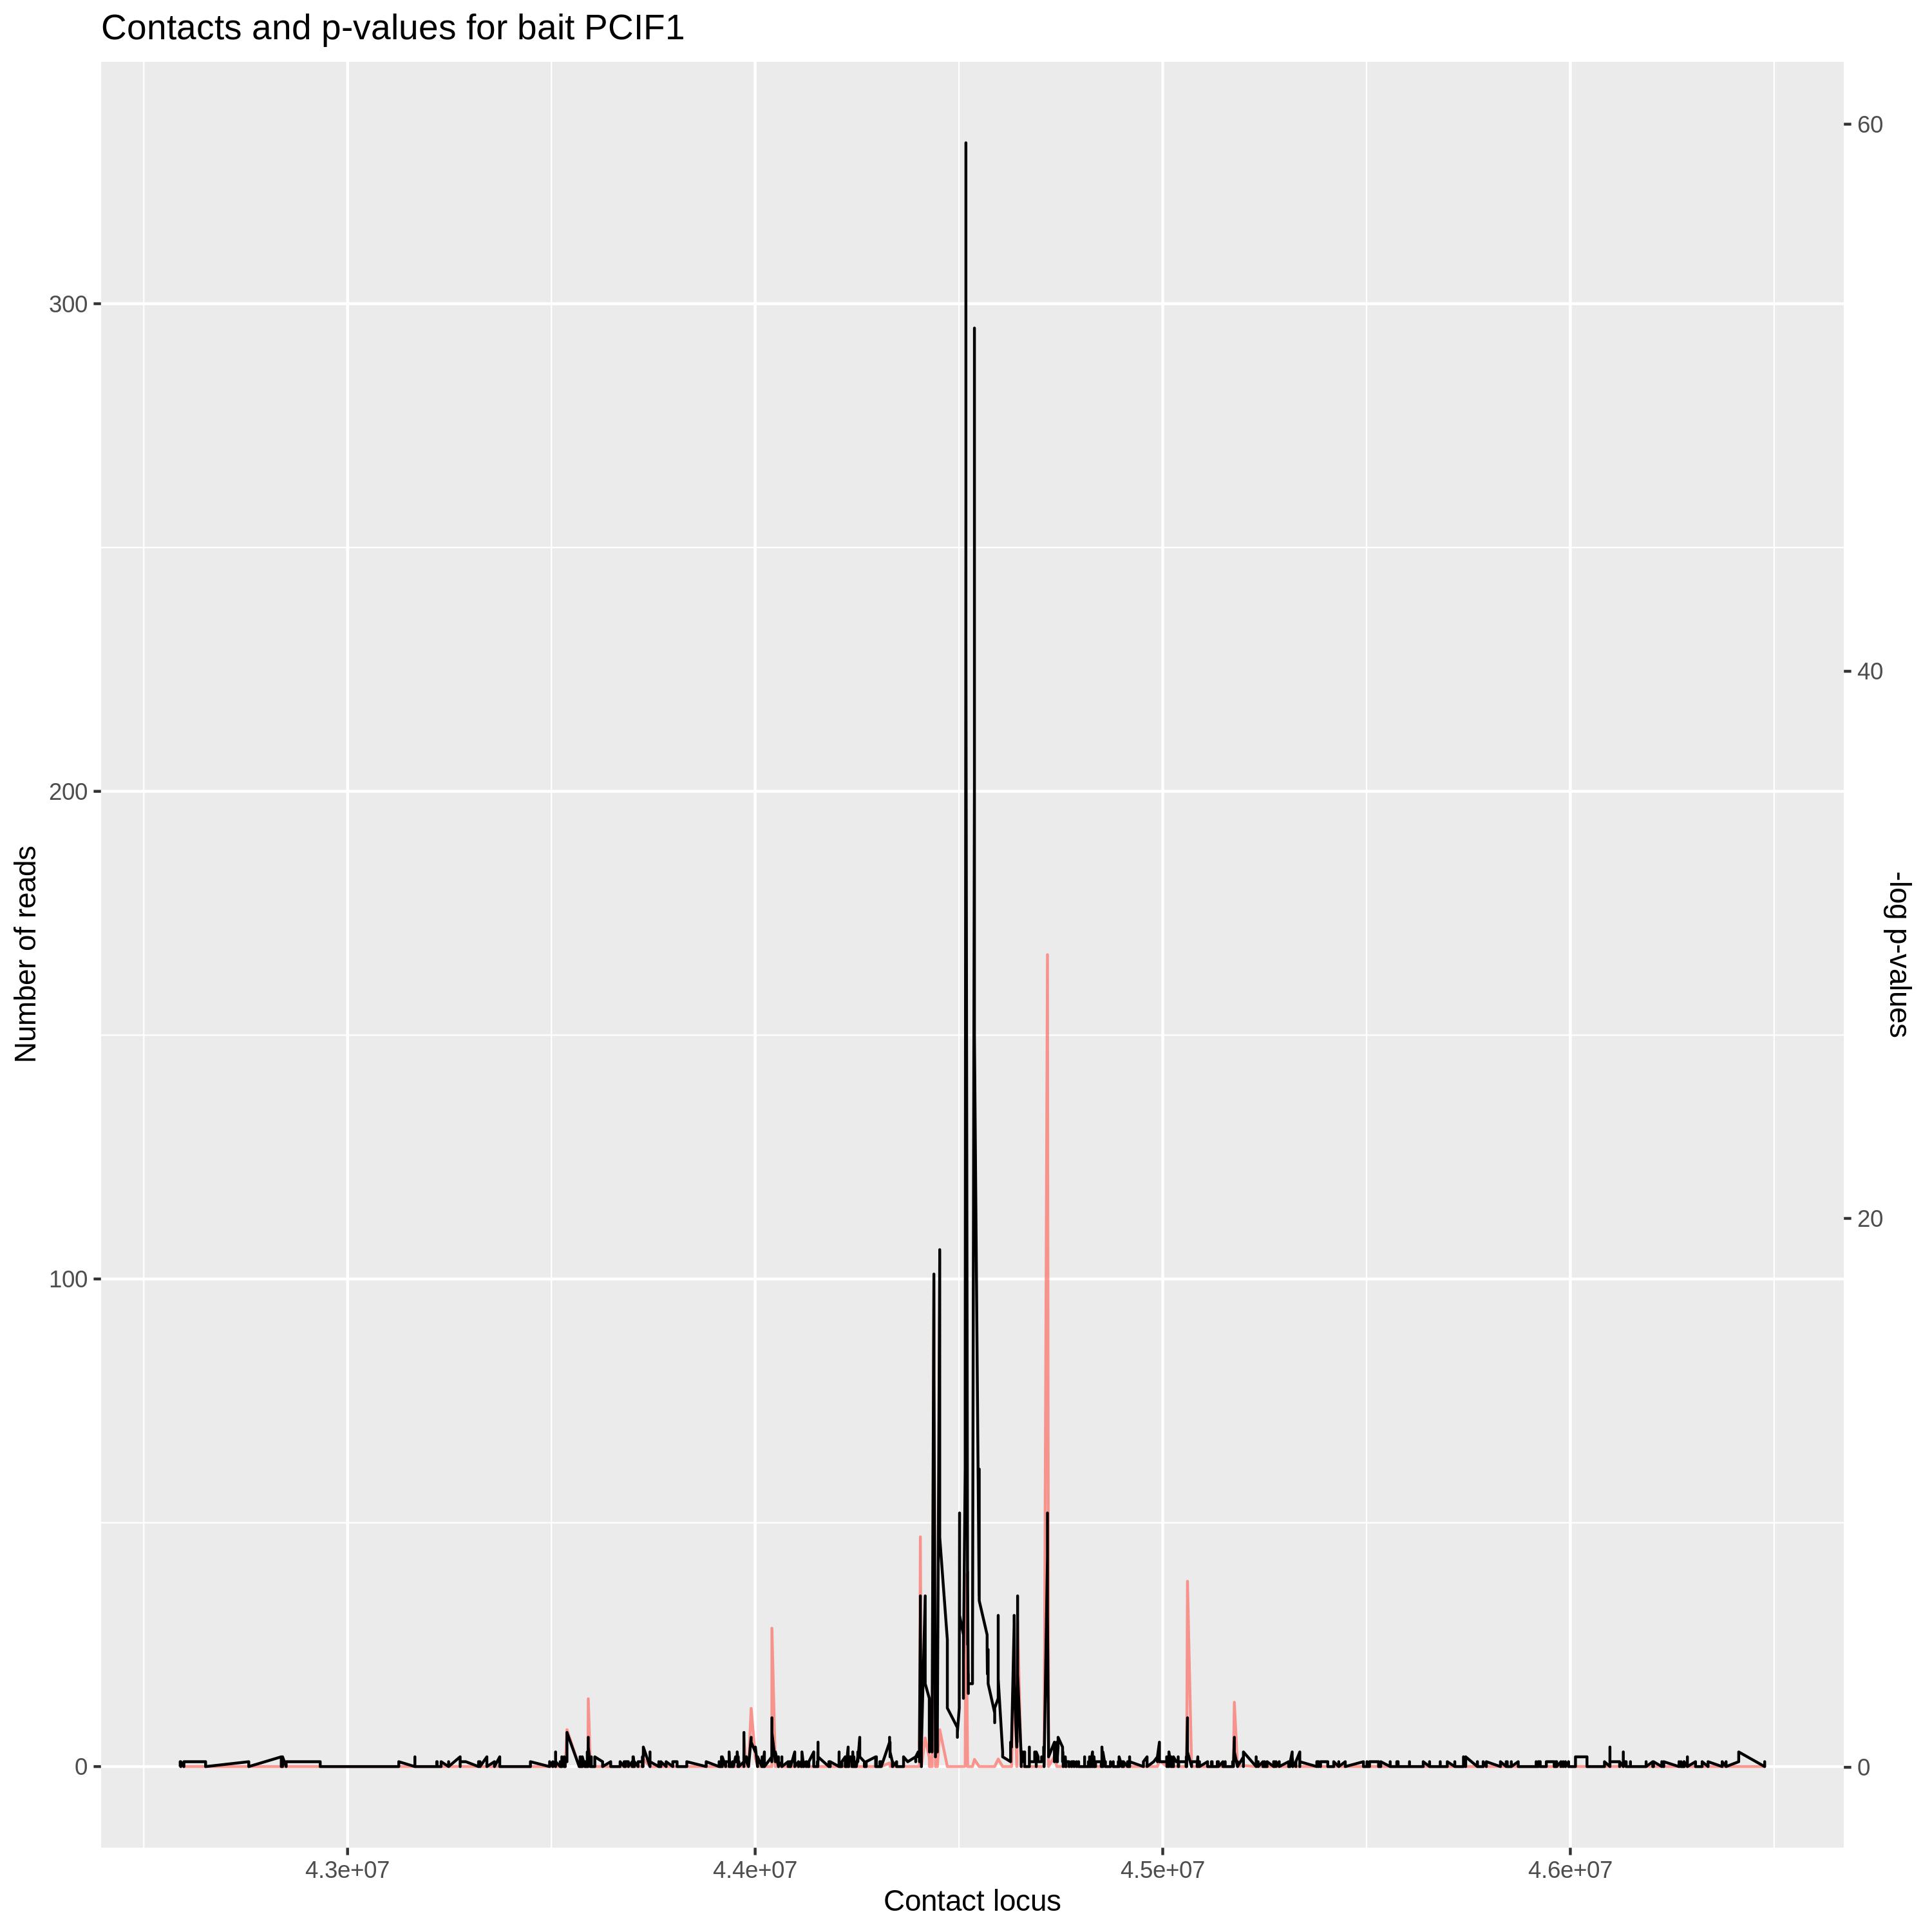 Contacts and p-values for bait PCIF1
60
300
40
200
Number of reads
-log p-values
20
100
0
0
4.3e+07
4.4e+07
4.5e+07
4.6e+07
Contact locus